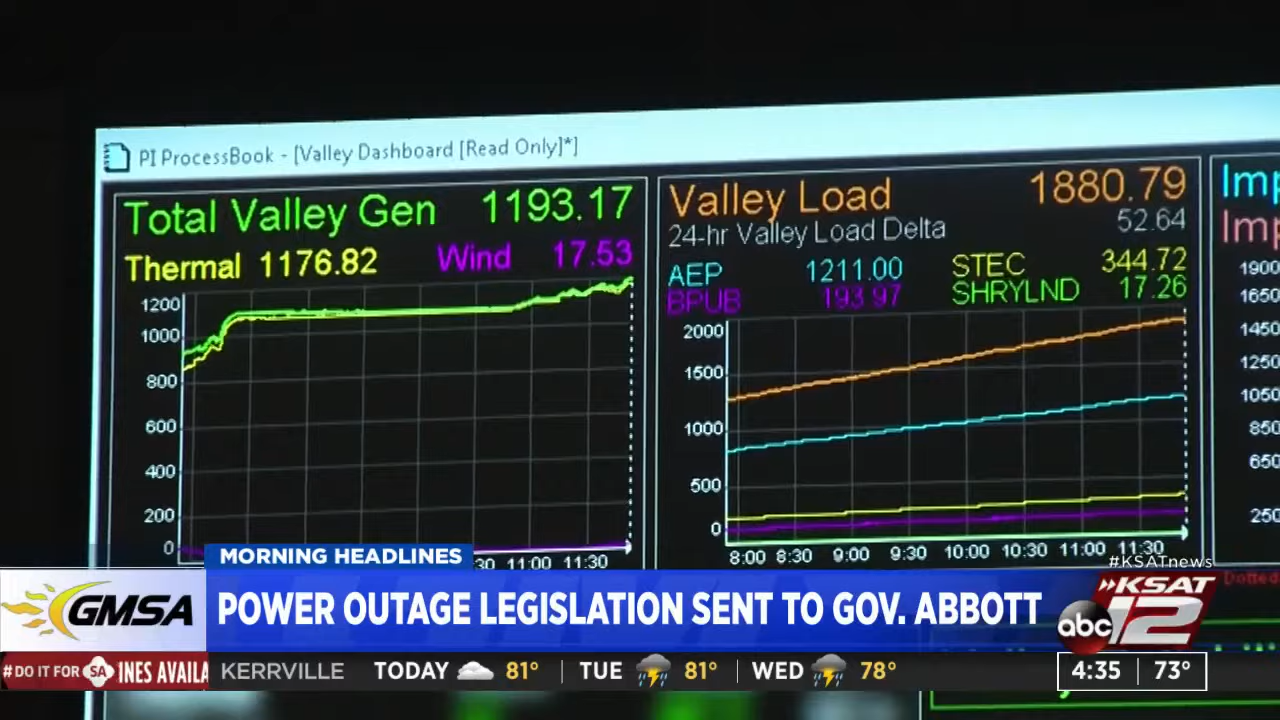 PI ProcessBook - [Valley Dashboard [Read Only]*]
Total Valley Gen 1193.17
Thermal 1176.82 Wind 17.53
1200
1000
800
600
400
200
0
11:00 11:30
Valley Load 1880.79
24-hr Valley Load Delta 52.64
AEP 1211.00 STEC 344.72
BPUB 193.97 SHRYLND 17.26
2000
1500
1000
500
0
8:00 8:30 9:00 9:30 10:00 10:30 11:00 11:30
1900
1650
1450
1250
1050
850
650
250
Dotted
#KSATnews
MORNING HEADLINES
GMSA
POWER OUTAGE LEGISLATION SENT TO GOV. ABBOTT
KSAT
abc 12
#DO IT FOR SA
KERRVILLE TODAY 81° TUE 81° WED 78°
4:35 73°